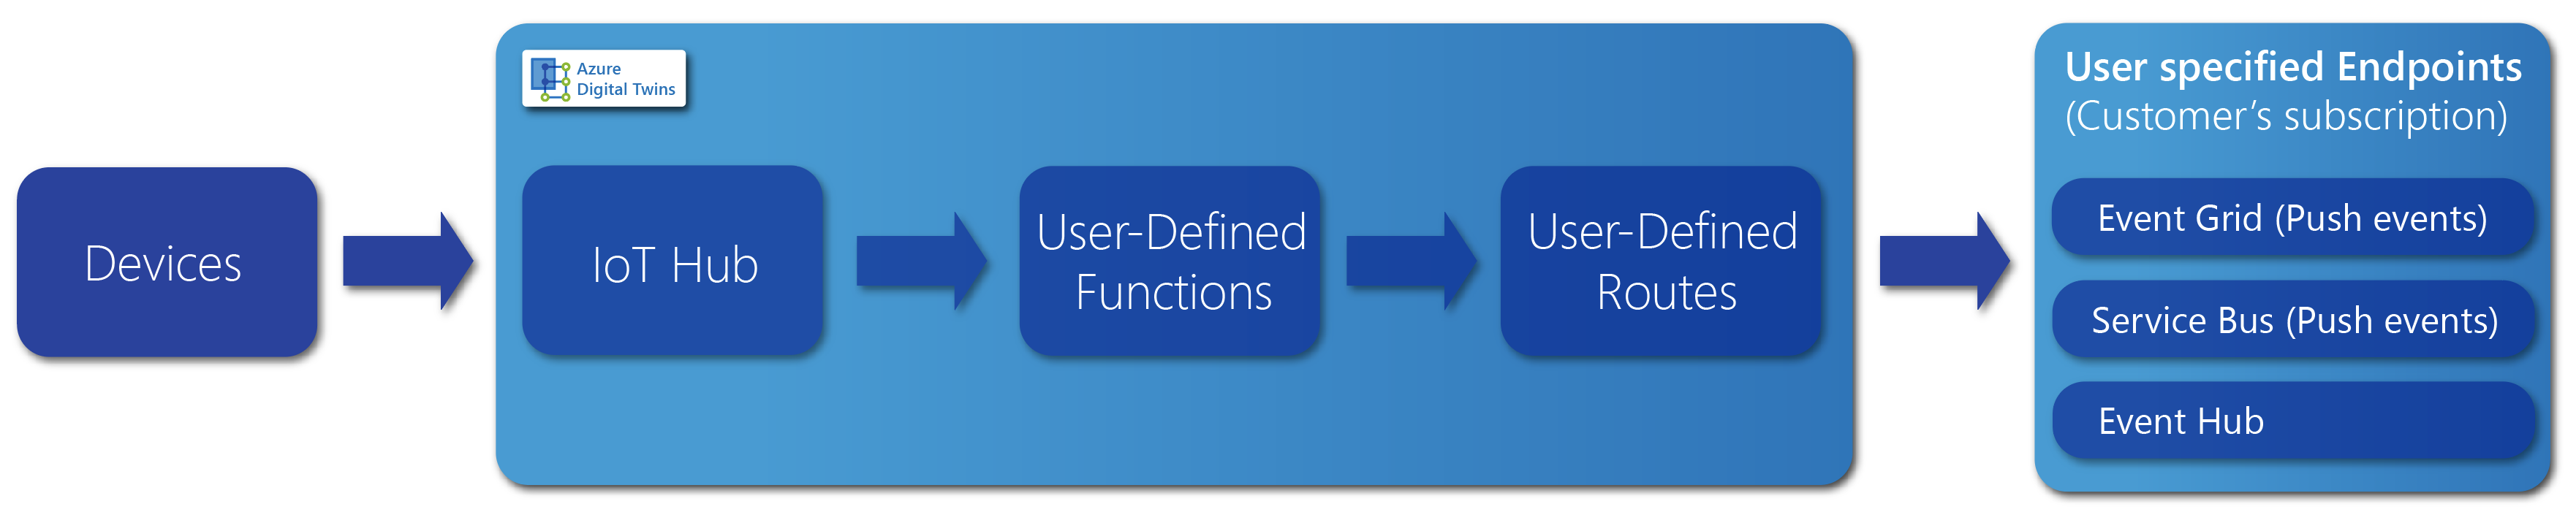 Azure
Digital Twins
Devices
IoT Hub
User-Defined
Functions
User-Defined
Routes
User specified Endpoints
(Customer’s subscription)
Event Grid (Push events)
Service Bus (Push events)
Event Hub